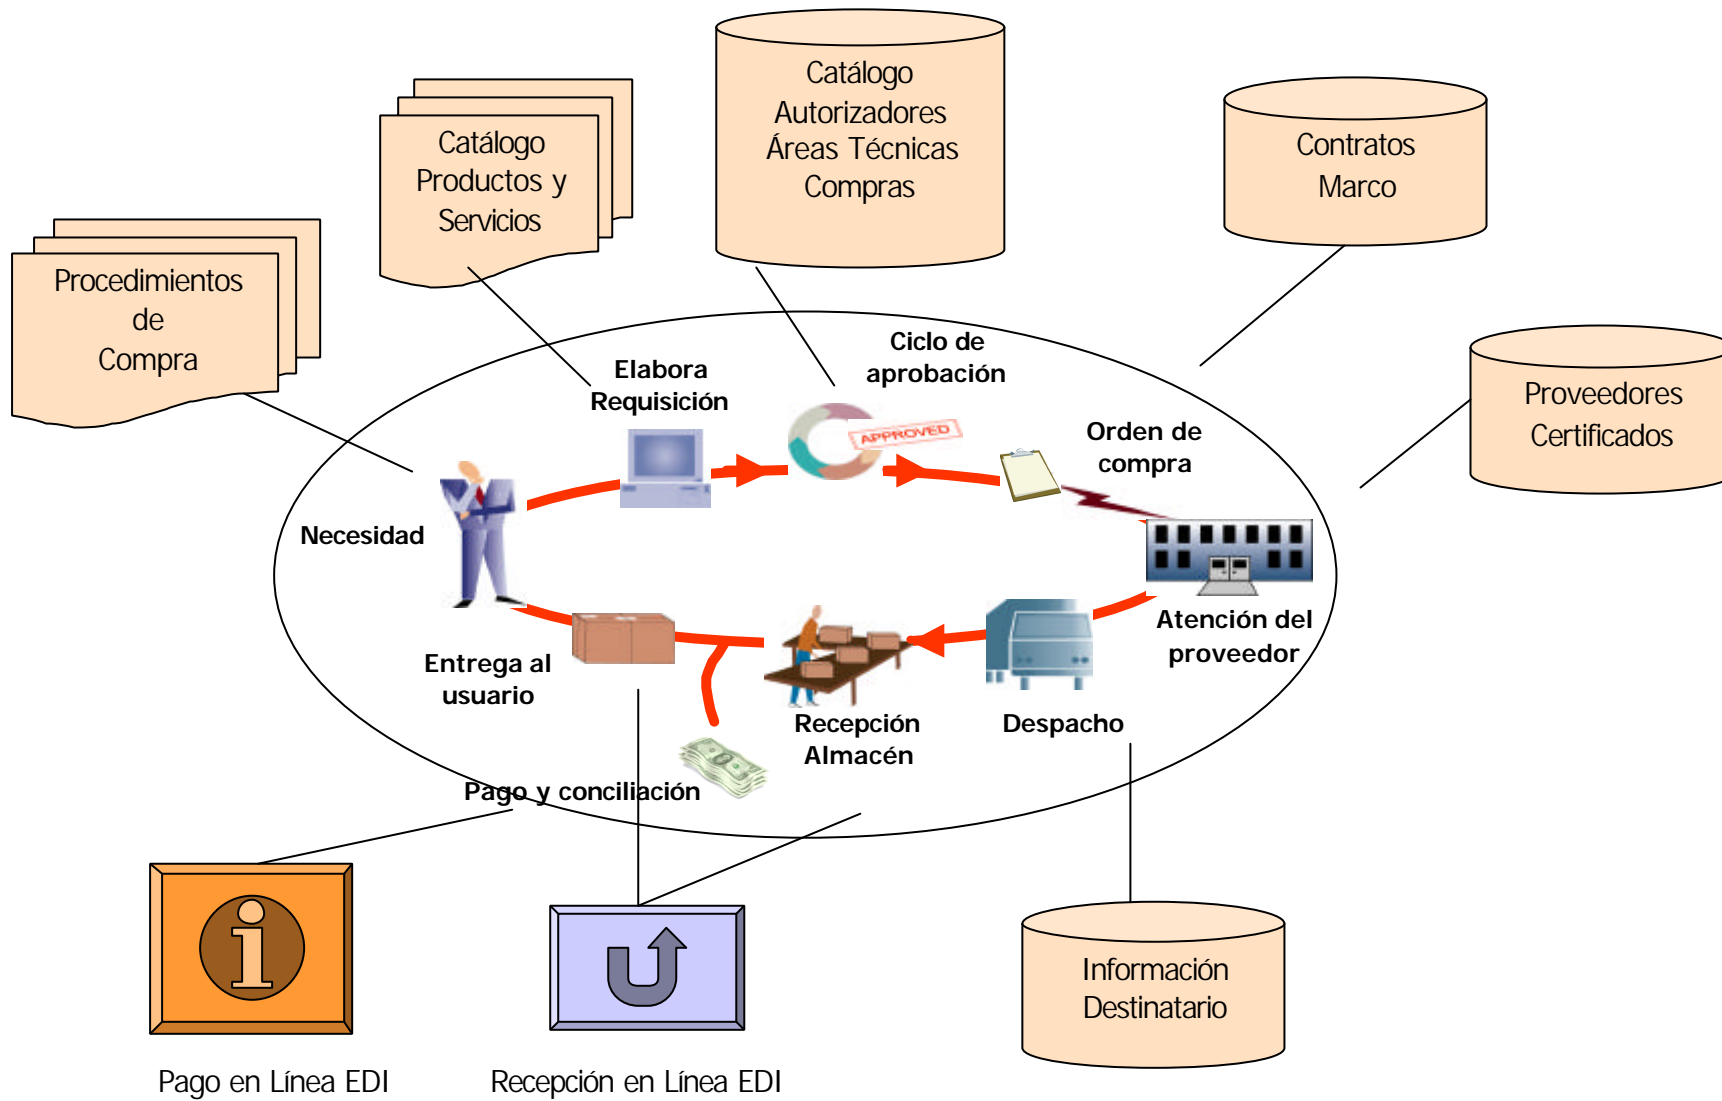 Catálogo
Autorizadores
Áreas Técnicas
Compras
Catálogo
Productos y
Servicios
Contratos
Marco
Procedimientos
de
Compra
Proveedores
Certificados
Elabora
Requisición
Ciclo de
aprobación
APPROVED
Orden de
compra
Necesidad
Atención del
proveedor
Entrega al
usuario
Recepción
Almacén
Despacho
Pago y conciliación
Información
Destinatario
Pago en Línea EDI
Recepción en Línea EDI